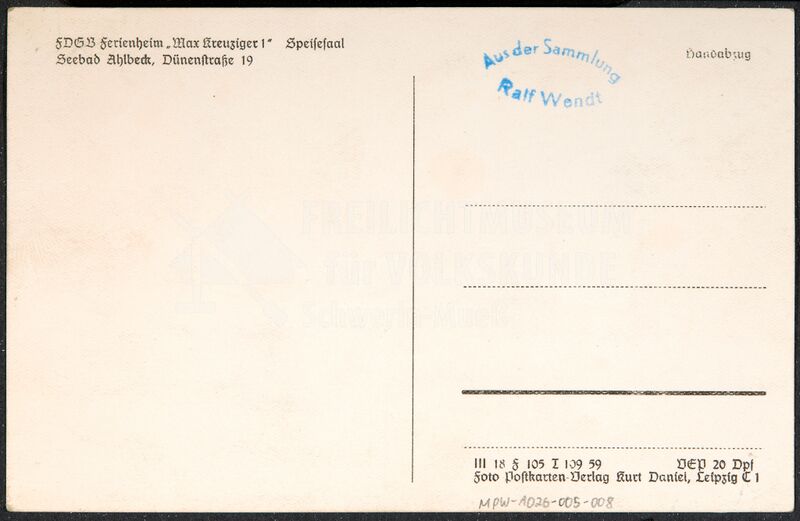 FDGB Ferienheim „Max Kreuziger I“ Speisesaal
Seebad Ahlbeck, Dünenstraße 19
Aus der Sammlung
Ralf Wendt
Handabzug
FREILICHTMUSEUM
für VOLKSKUNDE
Schwerin-Mueß
III 18 F 105 T 109 59 VEP 20 Dpf
Foto Postkarten-Verlag Kurt Daniel, Leipzig C 1
MPW-A026-005-008